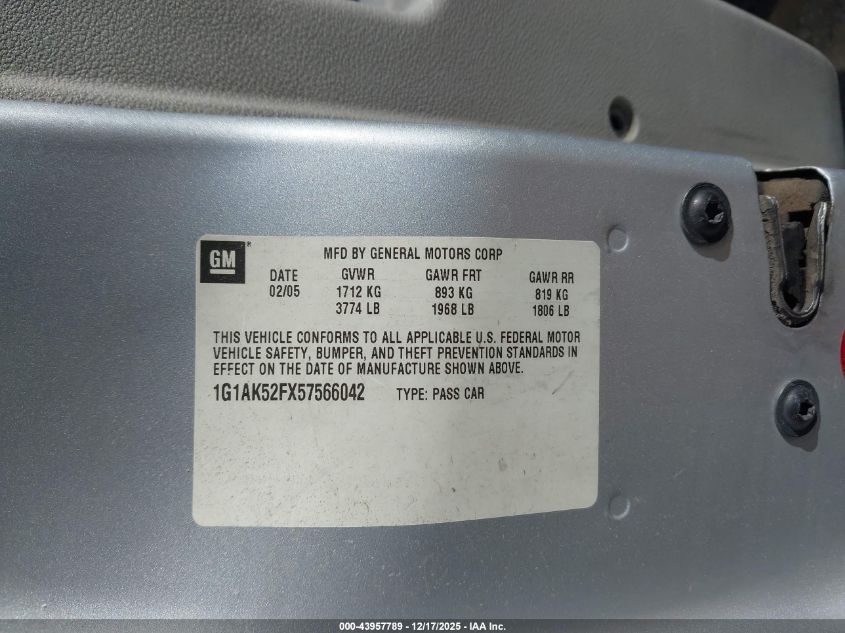 GM
®
MFD BY GENERAL MOTORS CORP
DATE GVWR GAWR FRT GAWR RR
02/05 1712 KG 893 KG 819 KG
3774 LB 1968 LB 1806 LB
THIS VEHICLE CONFORMS TO ALL APPLICABLE U.S. FEDERAL MOTOR
VEHICLE SAFETY, BUMPER, AND THEFT PREVENTION STANDARDS IN
EFFECT ON THE DATE OF MANUFACTURE SHOWN ABOVE.
1G1AK52FX57566042 TYPE: PASS CAR
000-43957789 – 12/17/2025 – IAA Inc.